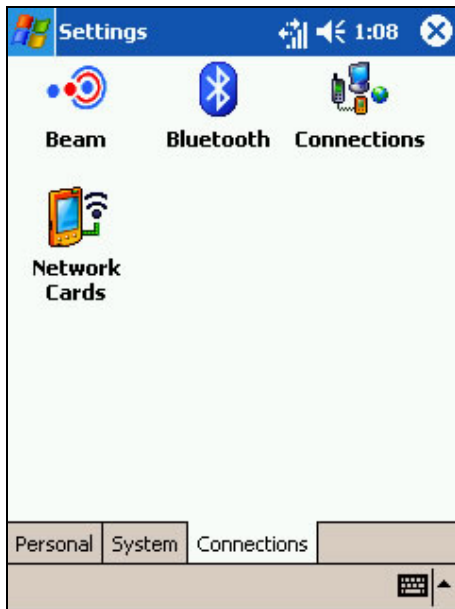 Settings 1:08
Beam Bluetooth Connections
Network
Cards
Personal System Connections